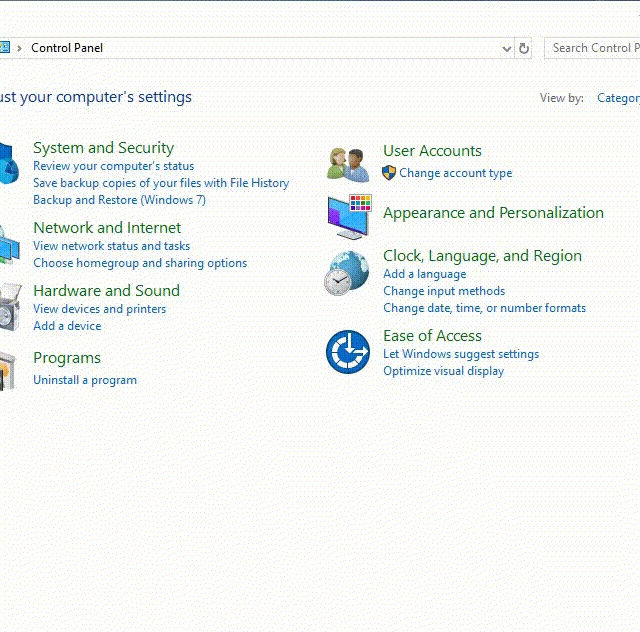 Control Panel
Search Control P
ust your computer's settings
View by: Categor
System and Security
Review your computer's status
Save backup copies of your files with File History
Backup and Restore (Windows 7)
Network and Internet
View network status and tasks
Choose homegroup and sharing options
Hardware and Sound
View devices and printers
Add a device
Programs
Uninstall a program
User Accounts
Change account type
Appearance and Personalization
Clock, Language, and Region
Add a language
Change input methods
Change date, time, or number formats
Ease of Access
Let Windows suggest settings
Optimize visual display